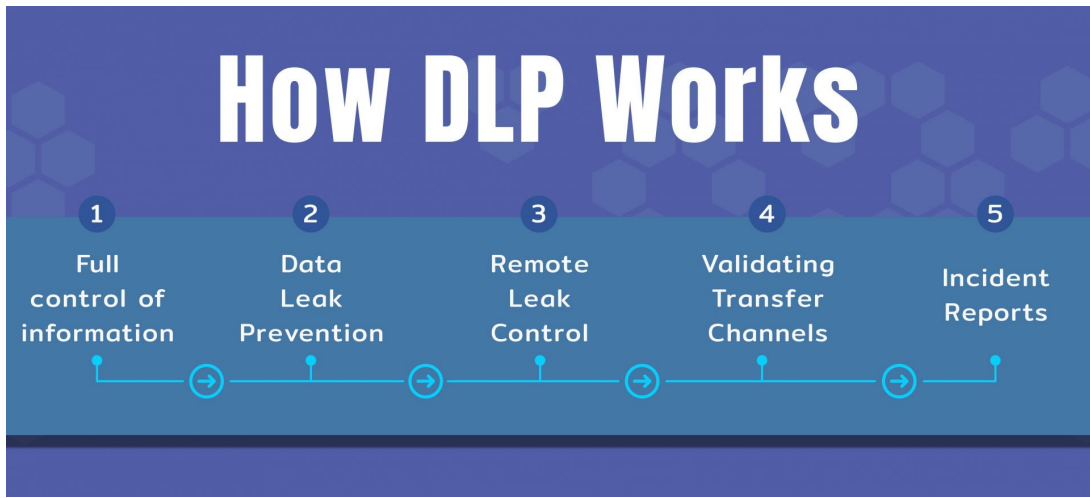 How DLP Works
1
Full
control of
information
2
Data
Leak
Prevention
3
Remote
Leak
Control
4
Validating
Transfer
Channels
5
Incident
Reports